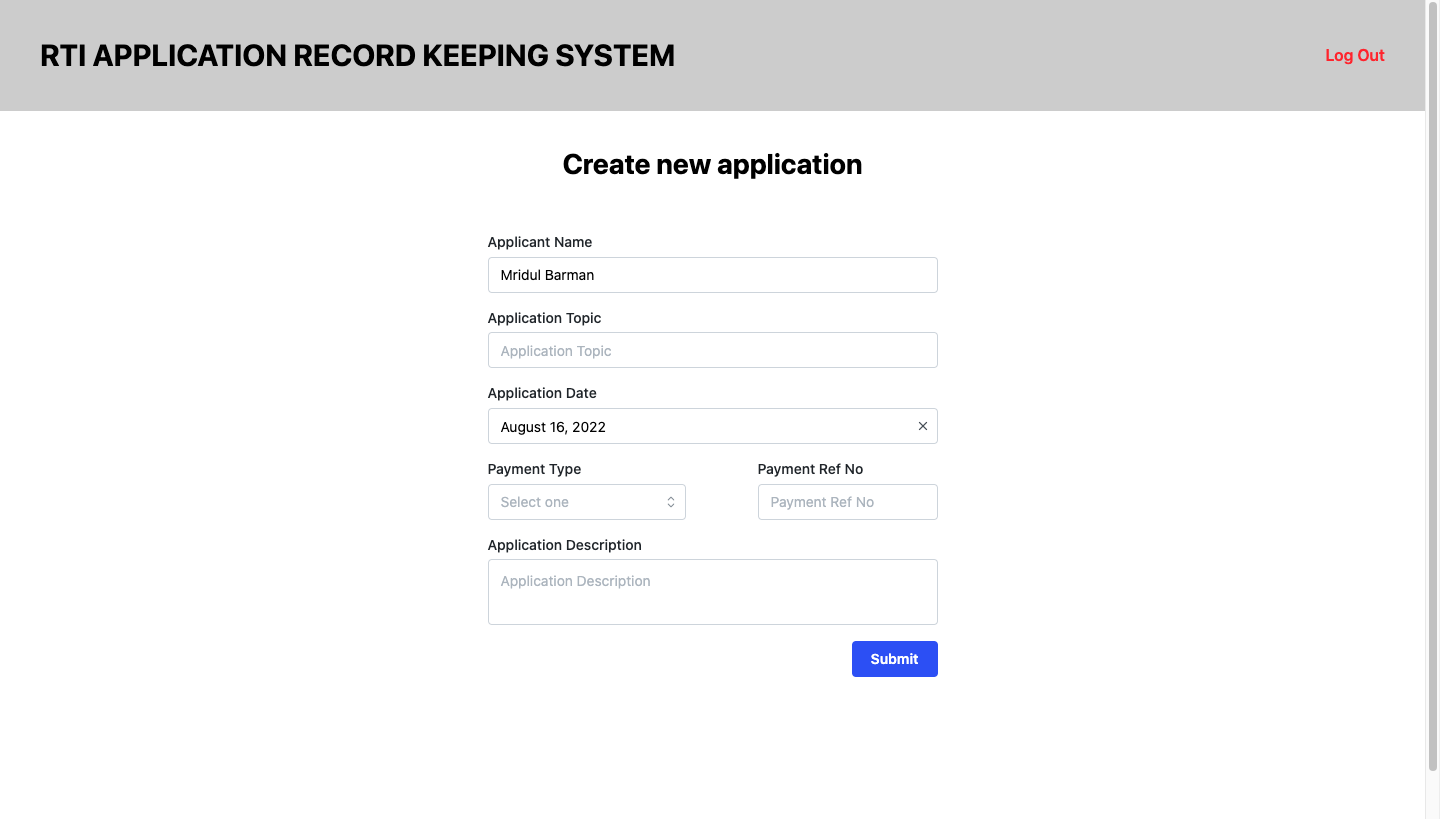 RTI APPLICATION RECORD KEEPING SYSTEM
Log Out
Create new application
Applicant Name
Mridul Barman
Application Topic
Application Topic
Application Date
August 16, 2022
Payment Type
Payment Ref No
Select one
Payment Ref No
Application Description
Application Description
Submit